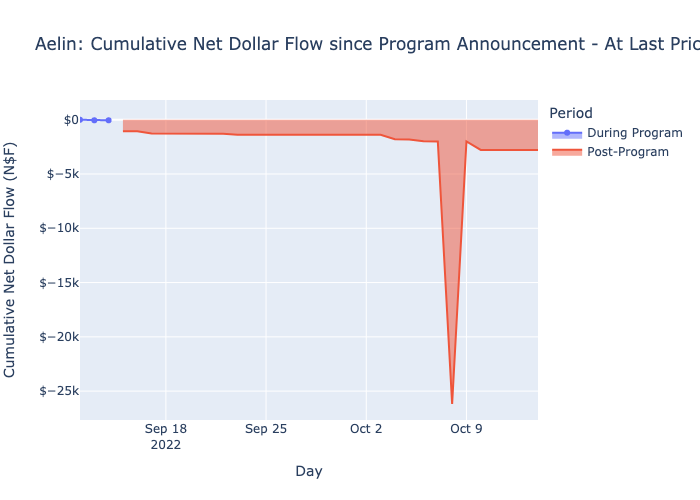 Aelin: Cumulative Net Dollar Flow since Program Announcement - At Last Pric
Period
During Program
Post-Program
Cumulative Net Dollar Flow (N$F)
$0
$−5k
$−10k
$−15k
$−20k
$−25k
Sep 18
2022
Sep 25
Oct 2
Oct 9
Day